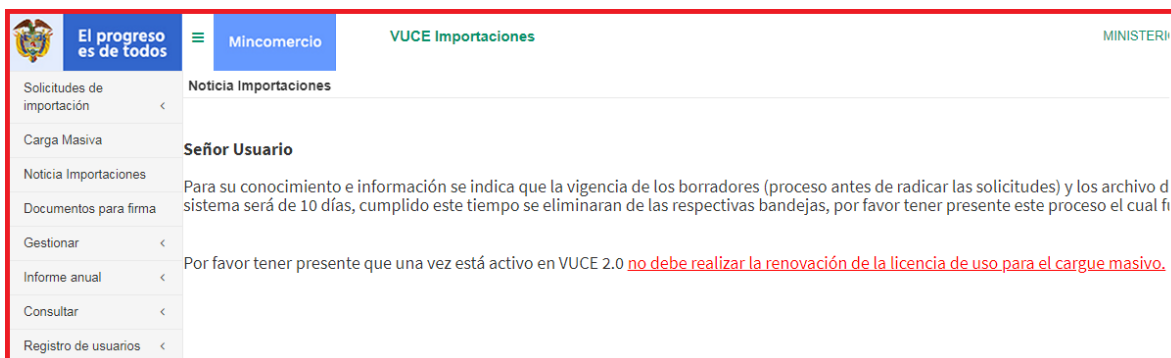 El progreso
es de todos
Mincomercio
VUCE Importaciones
Solicitudes de
importación
Carga Masiva
Noticia Importaciones
Documentos para firma
Gestionar
Informe anual
Consultar
Registro de usuarios
Noticia Importaciones
Señor Usuario
Para su conocimiento e información se indica que la vigencia de los borradores (proceso antes de radicar las solicitudes) y los archivo
sistema será de 10 días, cumplido este tiempo se eliminaran de las respectivas bandejas, por favor tener presente este proceso el cual
Por favor tener presente que una vez está activo en VUCE 2.0 no debe realizar la renovación de la licencia de uso para el cargue masivo.